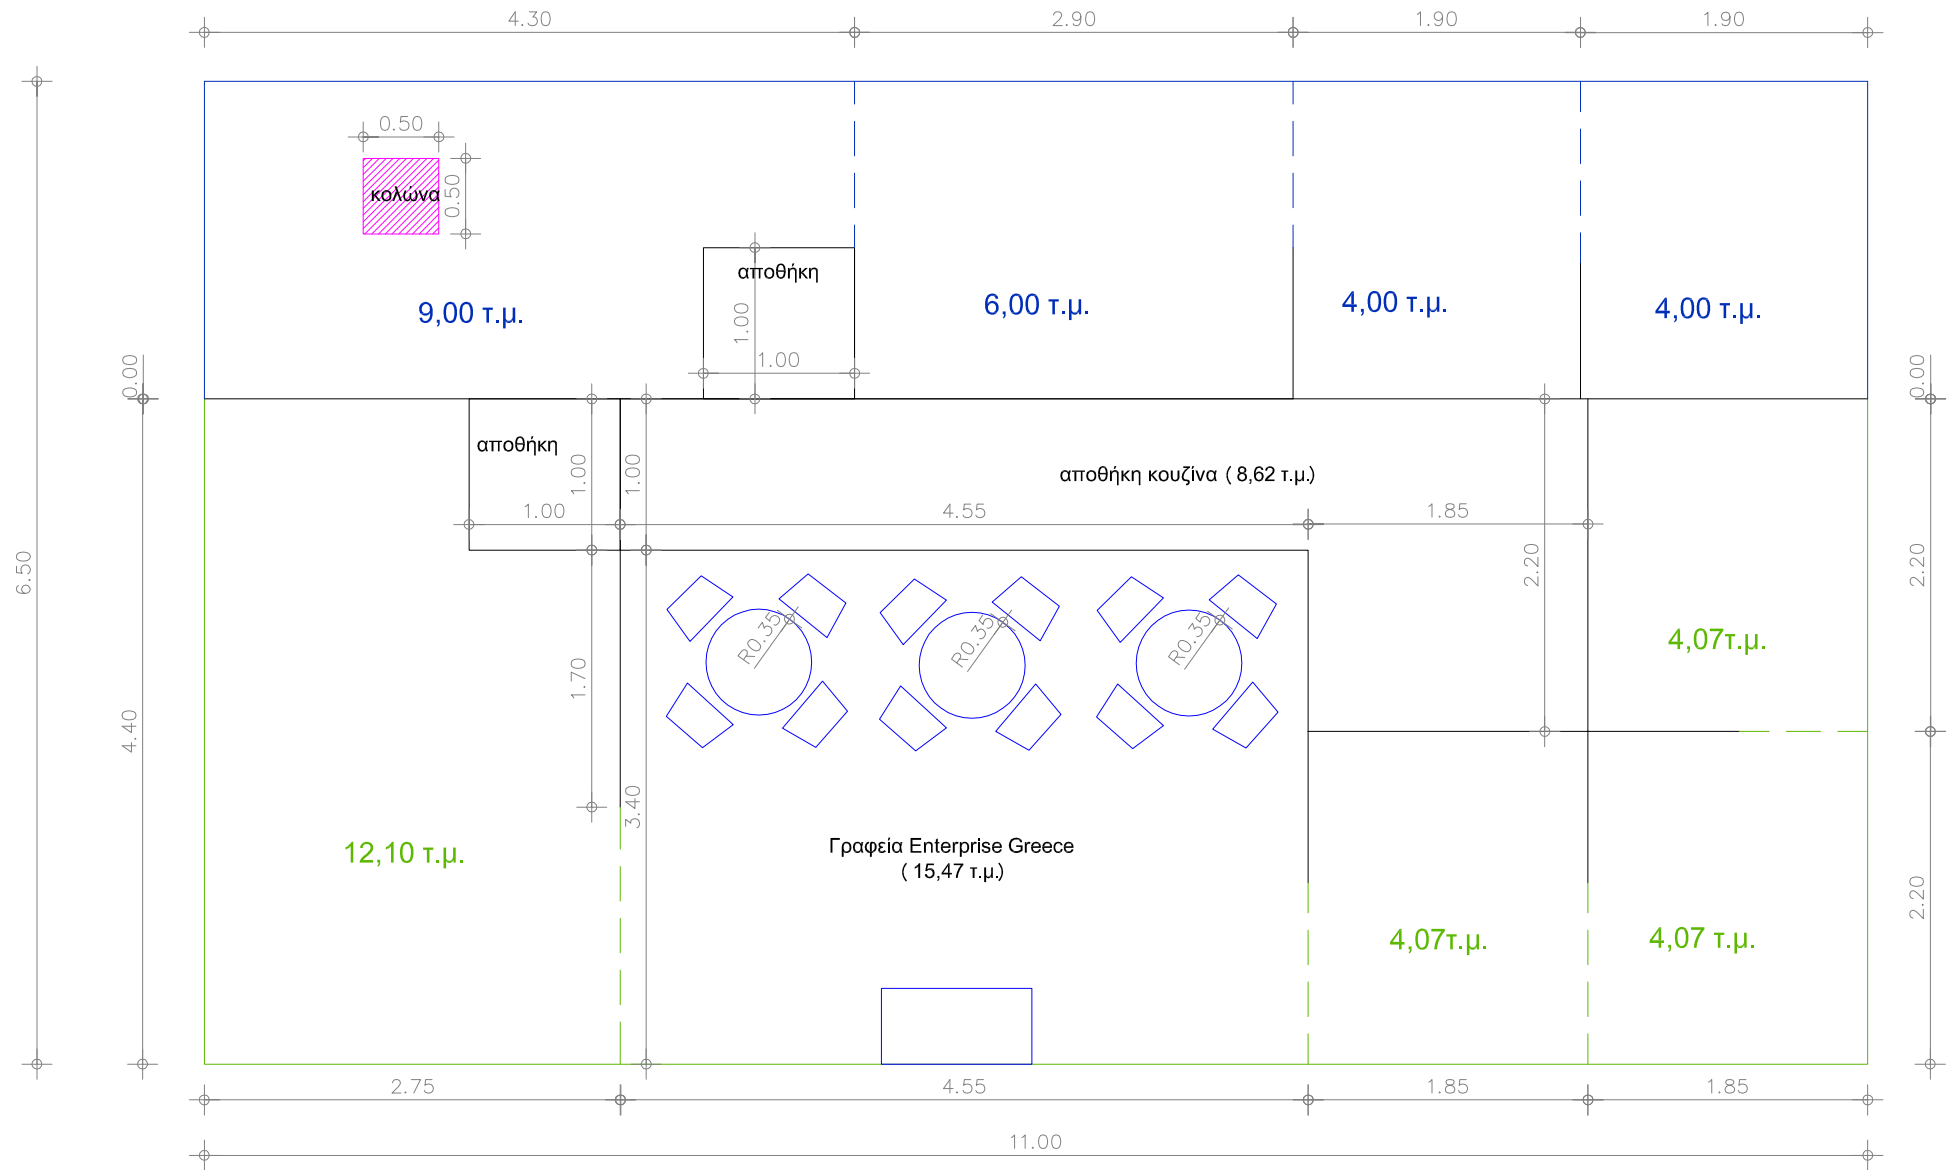 4.30
2.90
1.90
1.90
0.50
κολώνα
0.50
αποθήκη
9,00 τ.μ.
1.00
6,00 τ.μ.
4,00 τ.μ.
4,00 τ.μ.
1.00
0.00
0.00
αποθήκη
1.00
1.00
αποθήκη κουζίνα ( 8,62 τ.μ.)
1.00
4.55
1.85
6.50
2.20
2.20
R0.35
R0.35
R0.35
4,07τ.μ.
1.70
4.40
3.40
12,10 τ.μ.
Γραφεία Enterprise Greece
( 15,47 τ.μ.)
2.20
4,07τ.μ.
4,07 τ.μ.
2.75
4.55
1.85
1.85
11.00